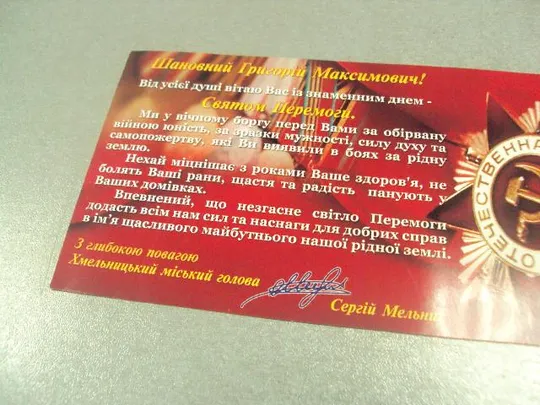 Шановний Григорій Максимович!
Від усієї душі вітаю Вас із знаменним днем -
Святом Перемоги.
Ми у вічному боргу перед Вами за обірвану
війною юність, за зразки мужності, силу духу та
самопожертву, які Ви виявили в боях за рідну
землю.
Нехай міцнішає з роками Ваше здоров'я, не
болять Ваші рани, щастя та радість панують у
Ваших домівках.
Впевнений, що незгасне світло Перемоги
додасть всім нам сил та наснаги для добрих справ
в ім'я щасливого майбутнього нашої рідної землі.
З глибокою повагою
Хмельницький міський голова
Сергій Мельни
ОТЕЧЕСТВЕННАЯ